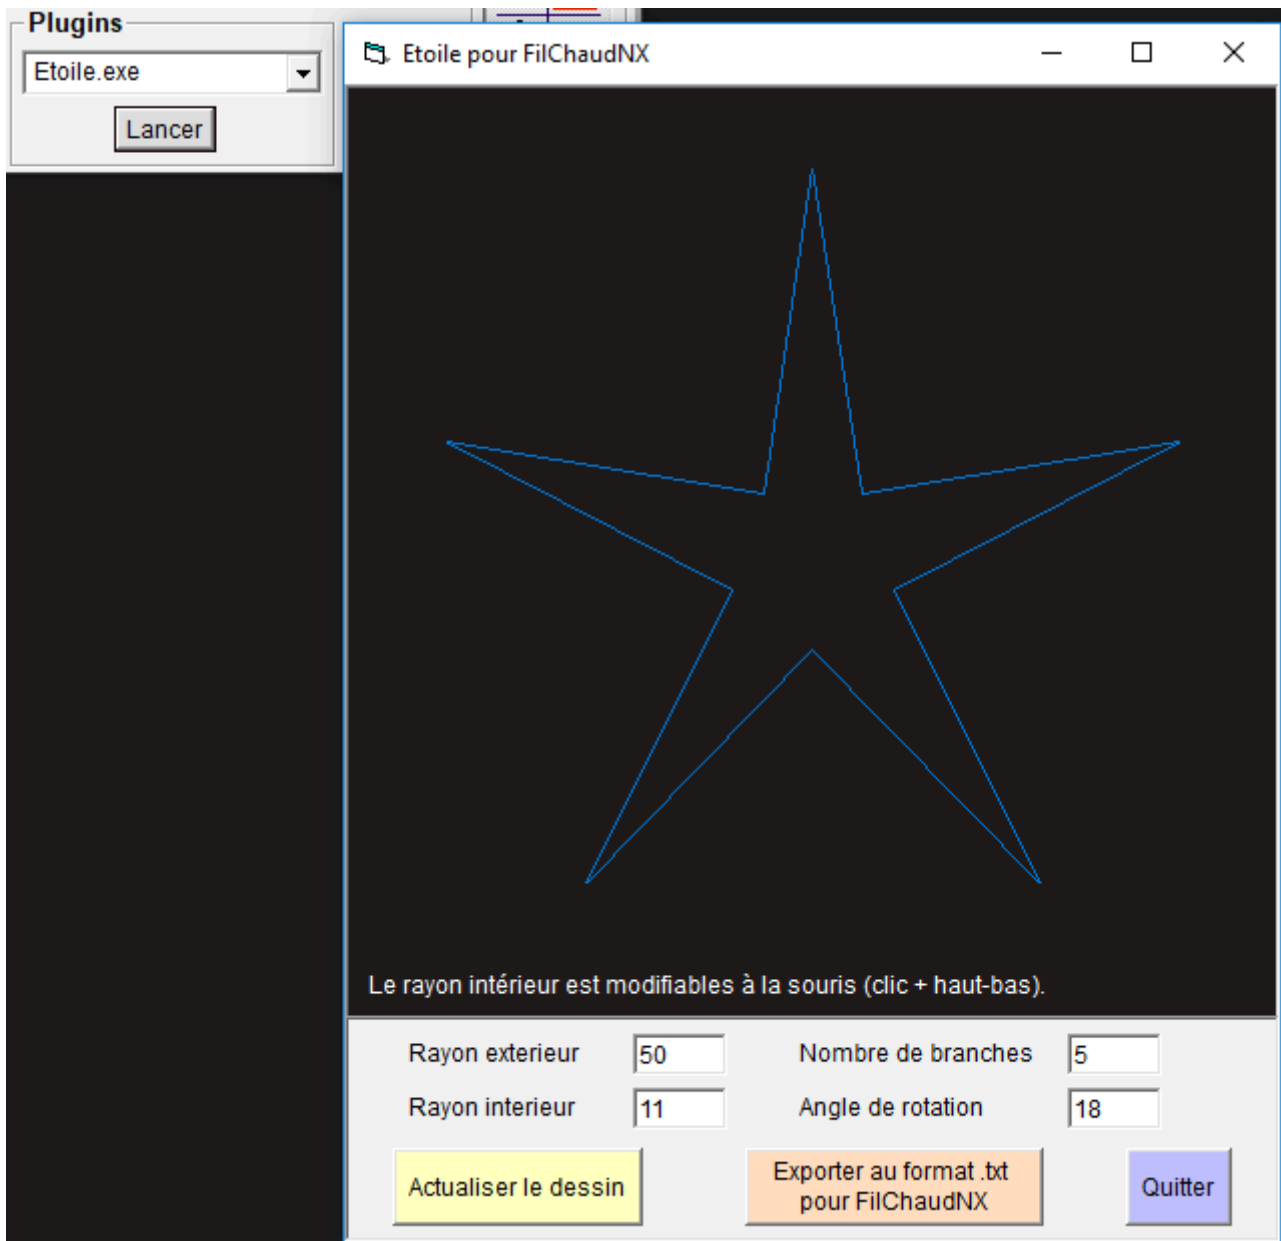 Plugins
Etoile.exe
Lancer
Etoile pour FilChaudNX
Le rayon intérieur est modifiables à la souris (clic + haut-bas).
Rayon exterieur 50 Nombre de branches 5
Rayon interieur 11 Angle de rotation 18
Actualiser le dessin
Exporter au format .txt
pour FilChaudNX
Quitter